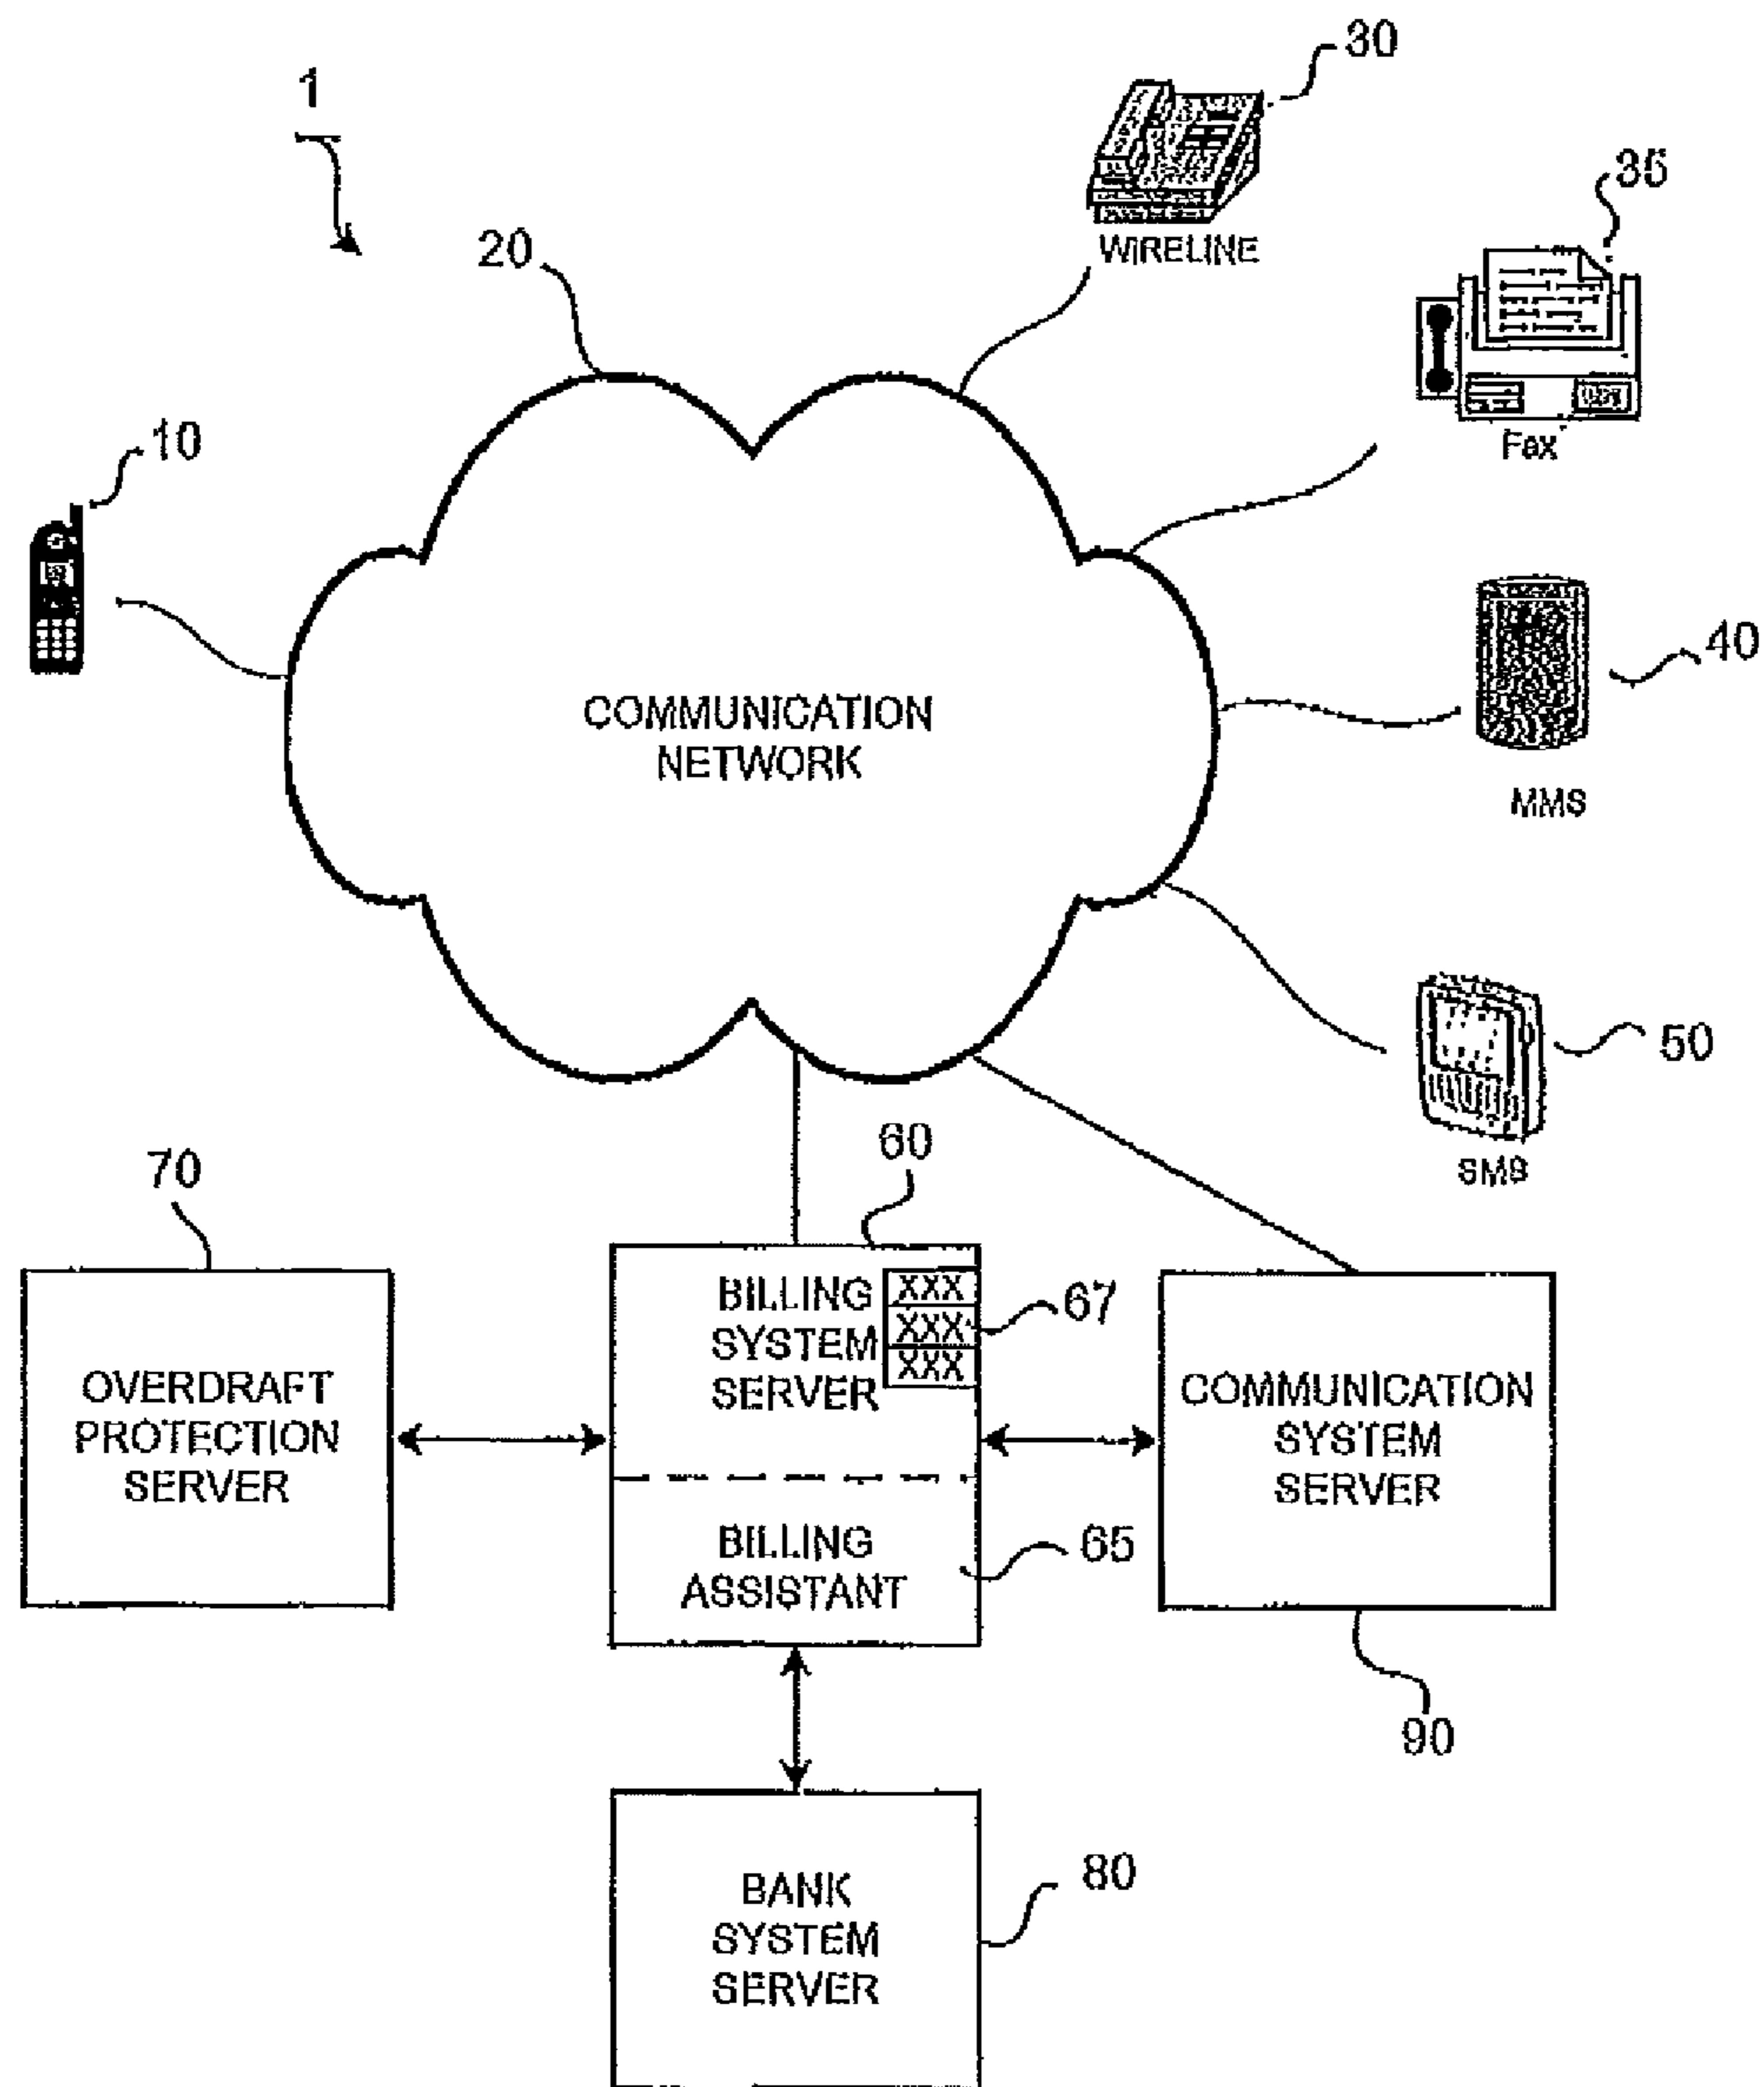 1
30
WIRELINE
35
Fax
20
10
COMMUNICATION
NETWORK
40
MMS
50
SMS
60
70
BILLING
SYSTEM
SERVER
XXX
XXX
XXX
67
OVERDRAFT
PROTECTION
SERVER
COMMUNICATION
SYSTEM
SERVER
BILLING
ASSISTANT
65
90
BANK
SYSTEM
SERVER
80